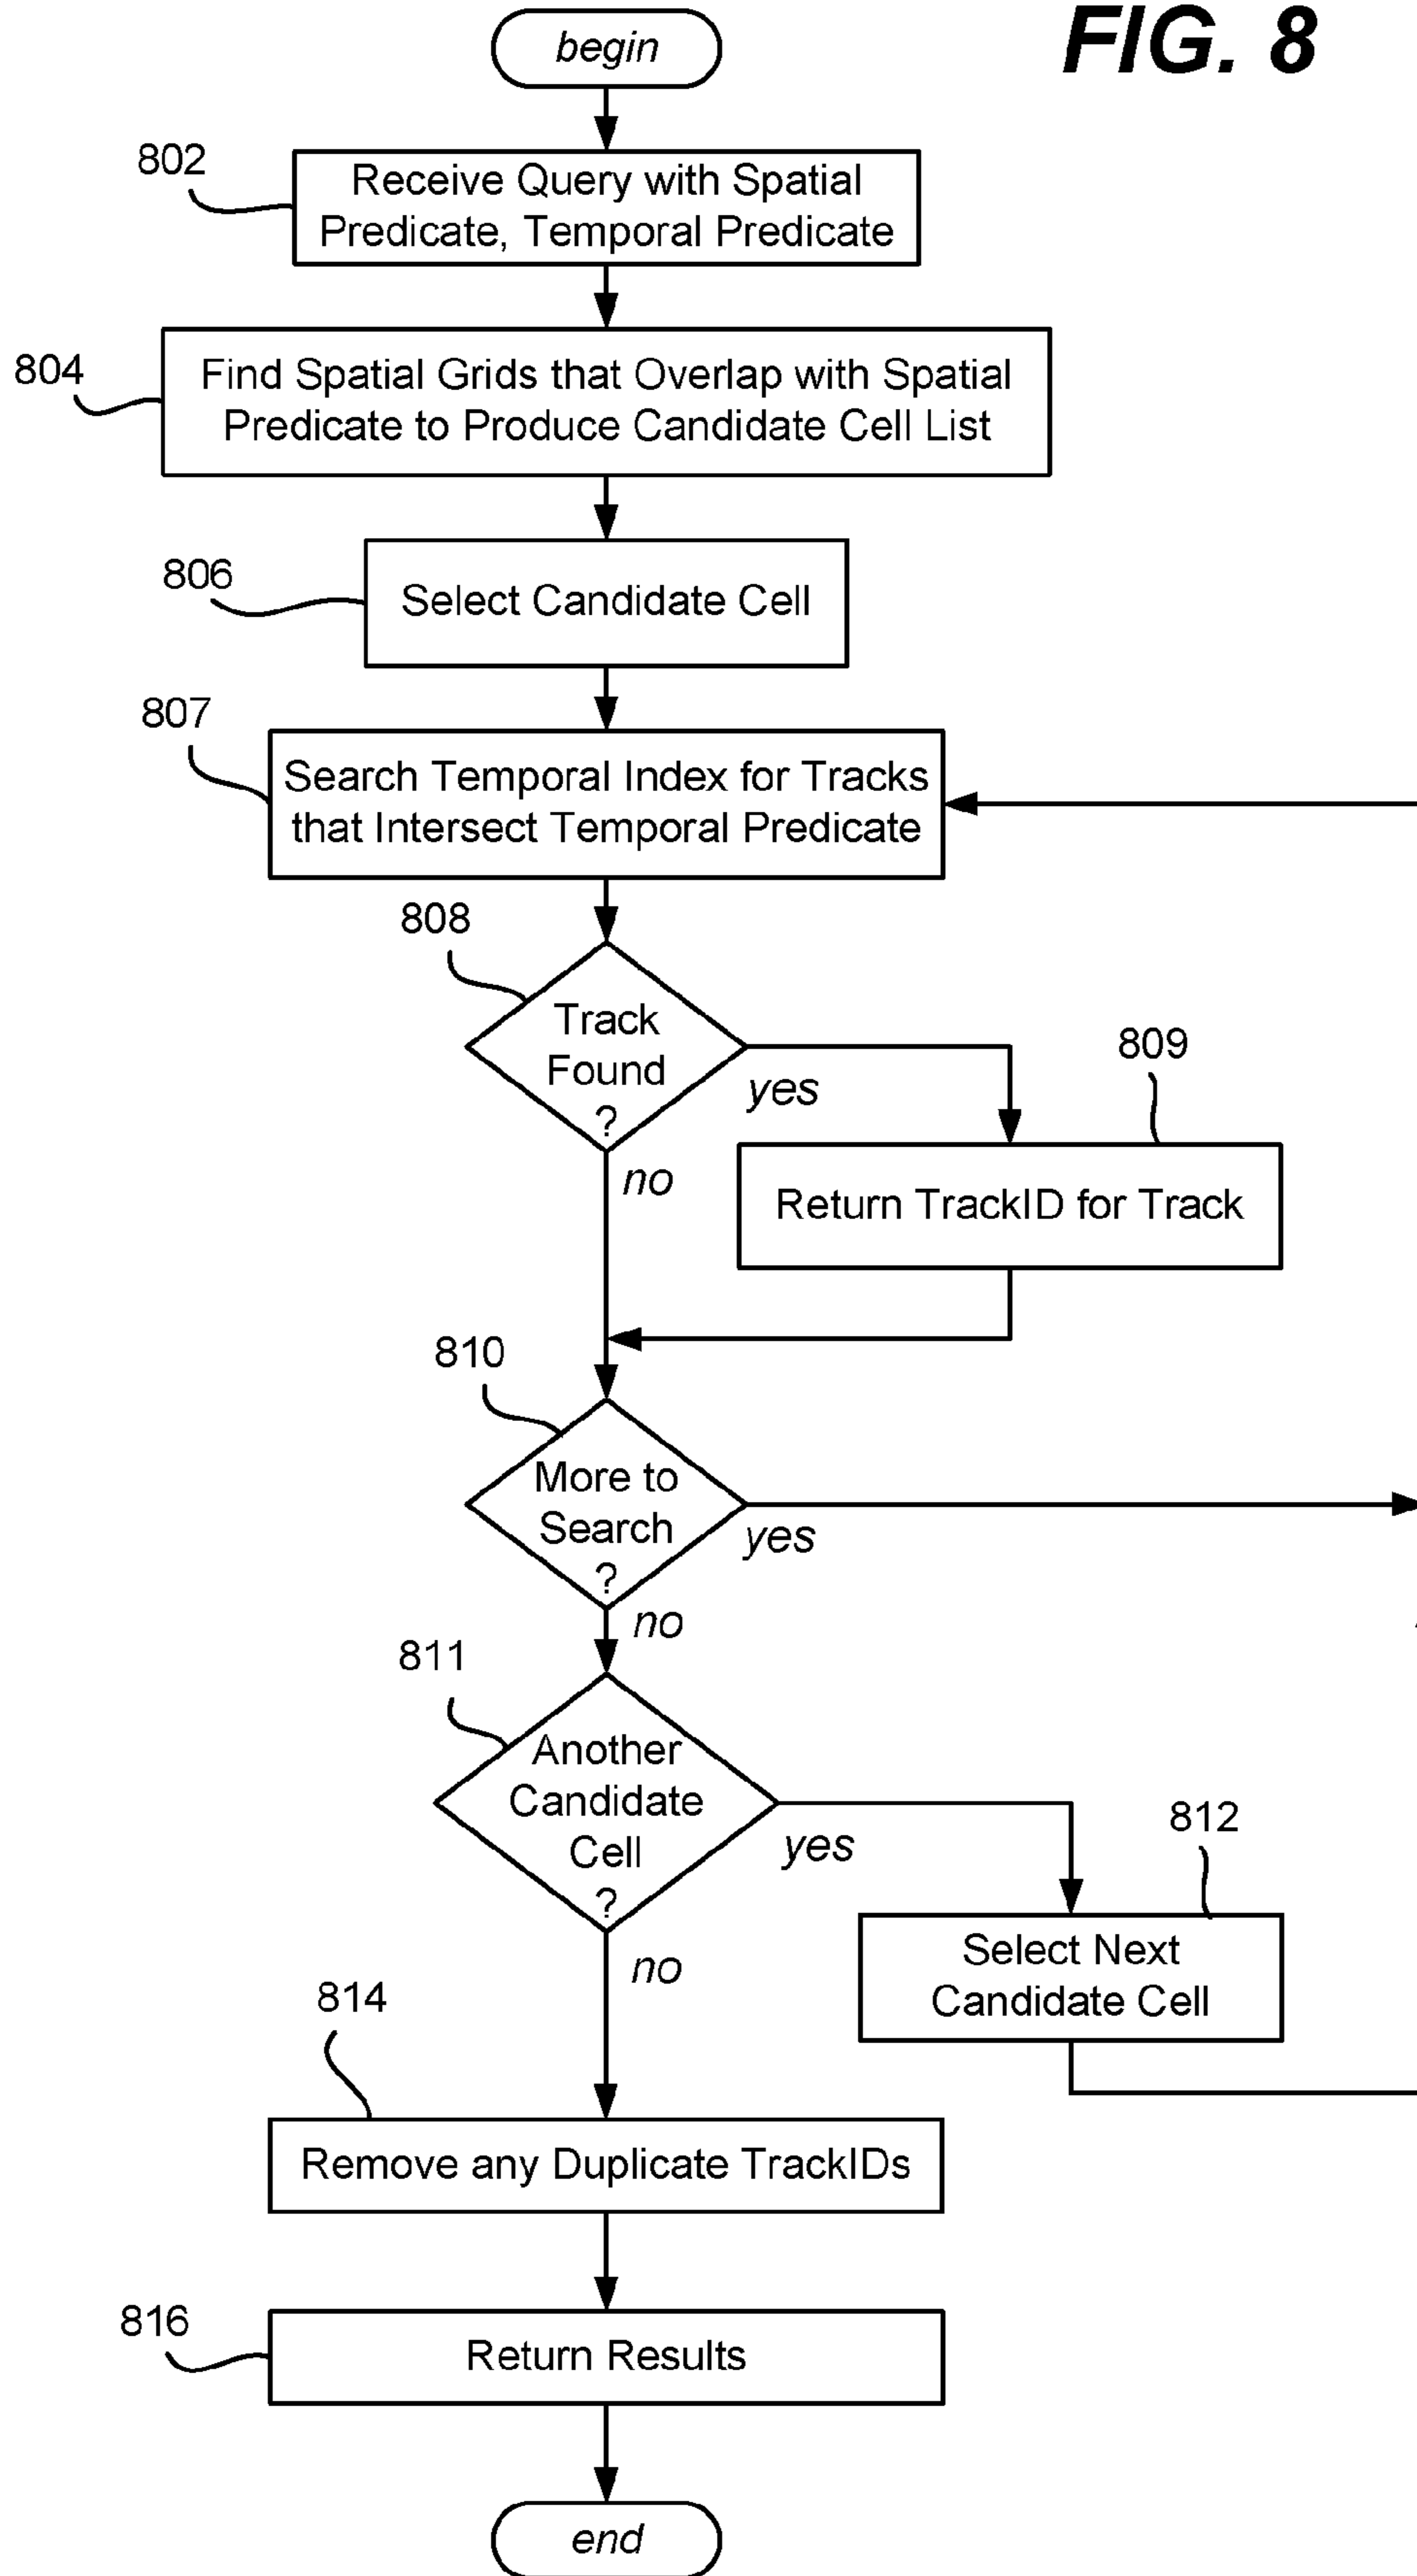 FIG. 8
begin
802
Receive Query with Spatial
Predicate, Temporal Predicate
804
Find Spatial Grids that Overlap with Spatial
Predicate to Produce Candidate Cell List
806
Select Candidate Cell
807
Search Temporal Index for Tracks
that Intersect Temporal Predicate
808
Track
Found
?
yes
no
809
Return TrackID for Track
810
More to
Search
?
yes
no
811
Another
Candidate
Cell
?
yes
no
812
Select Next
Candidate Cell
814
Remove any Duplicate TrackIDs
816
Return Results
end